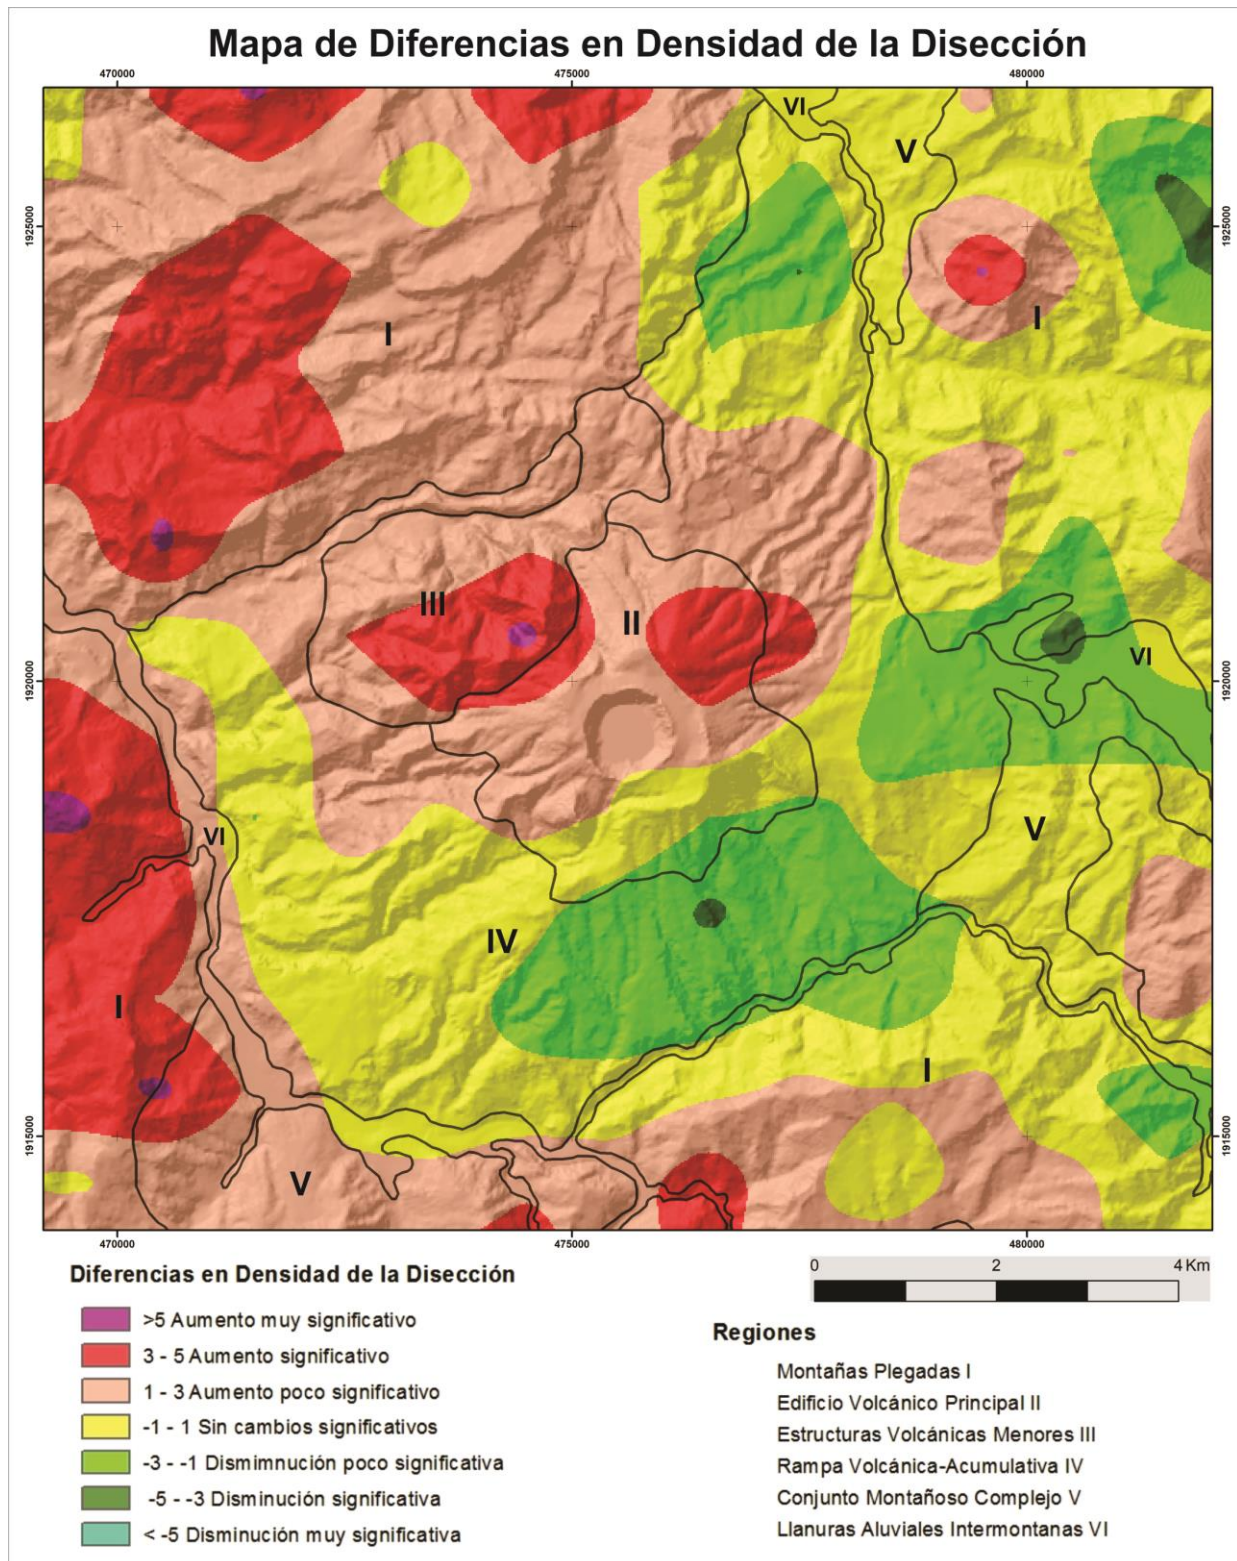 Mapa de Diferencias en Densidad de la Disección
470000 475000 480000
VI
V
1925000 1925000
I I
III II
VI
1920000 1920000
VI V
IV
I
I
1915000 1915000
V
470000 475000 480000
Diferencias en Densidad de la Disección
>5 Aumento muy significativo
3 - 5 Aumento significativo
1 - 3 Aumento poco significativo
-1 - 1 Sin cambios significativos
-3 - -1 Dismimnución poco significativa
-5 - -3 Disminución significativa
< -5 Disminución muy significativa
0 2 4 Km
Regiones
Montañas Plegadas I
Edificio Volcánico Principal II
Estructuras Volcánicas Menores III
Rampa Volcánica-Acumulativa IV
Conjunto Montañoso Complejo V
Llanuras Aluviales Intermontanas VI